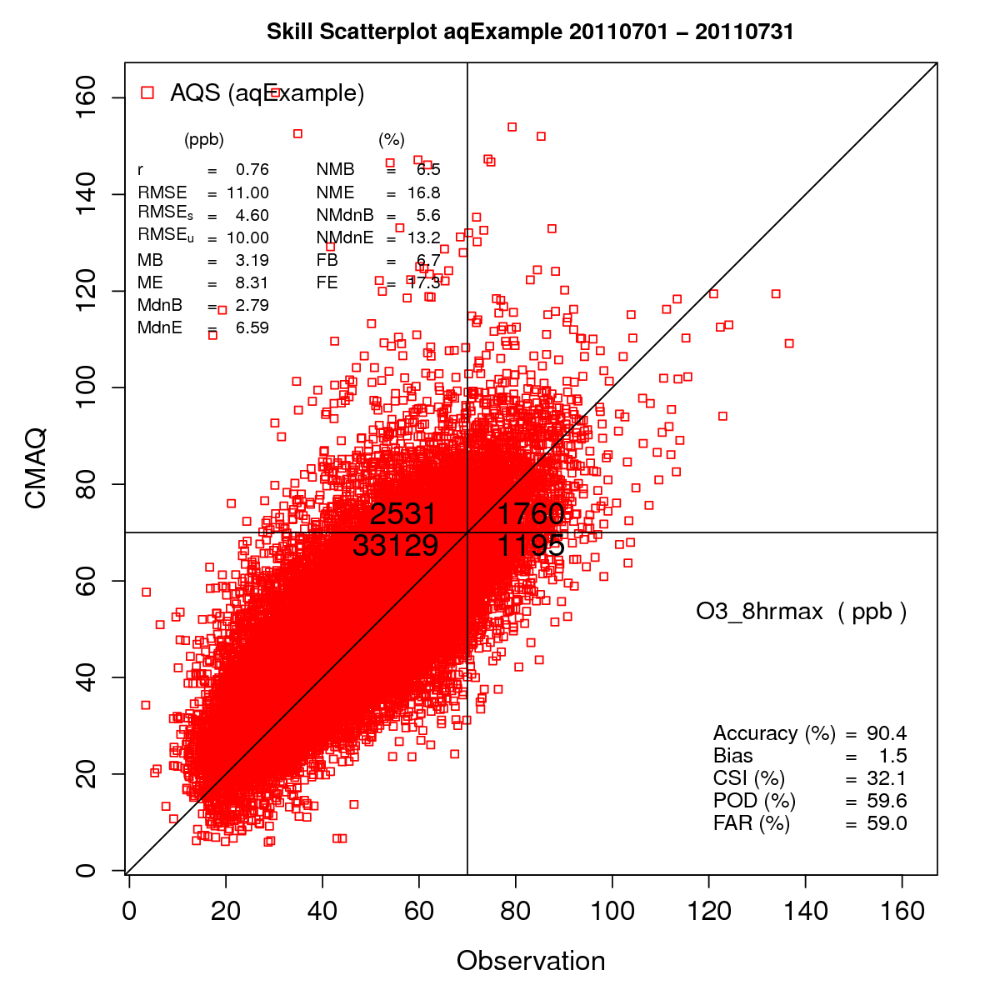 Skill Scatterplot aqExample 20110701 − 20110731
AQS (aqExample)
(ppb) (%)
r = 0.76 NMB = 6.5
RMSE = 11.00 NME = 16.8
RMSEs = 4.60 NMdnB = 5.6
RMSEu = 10.00 NMdnE = 13.2
MB = 3.19 FB = 6.7
ME = 8.31 FE = 17.3
MdnB = 2.79
MdnE = 6.59
2531 1760
33129 1195
O3_8hrmax ( ppb )
Accuracy (%) = 90.4
Bias = 1.5
CSI (%) = 32.1
POD (%) = 59.6
FAR (%) = 59.0
CMAQ
160
140
120
100
80
60
40
20
0
0 20 40 60 80 100 120 140 160
Observation